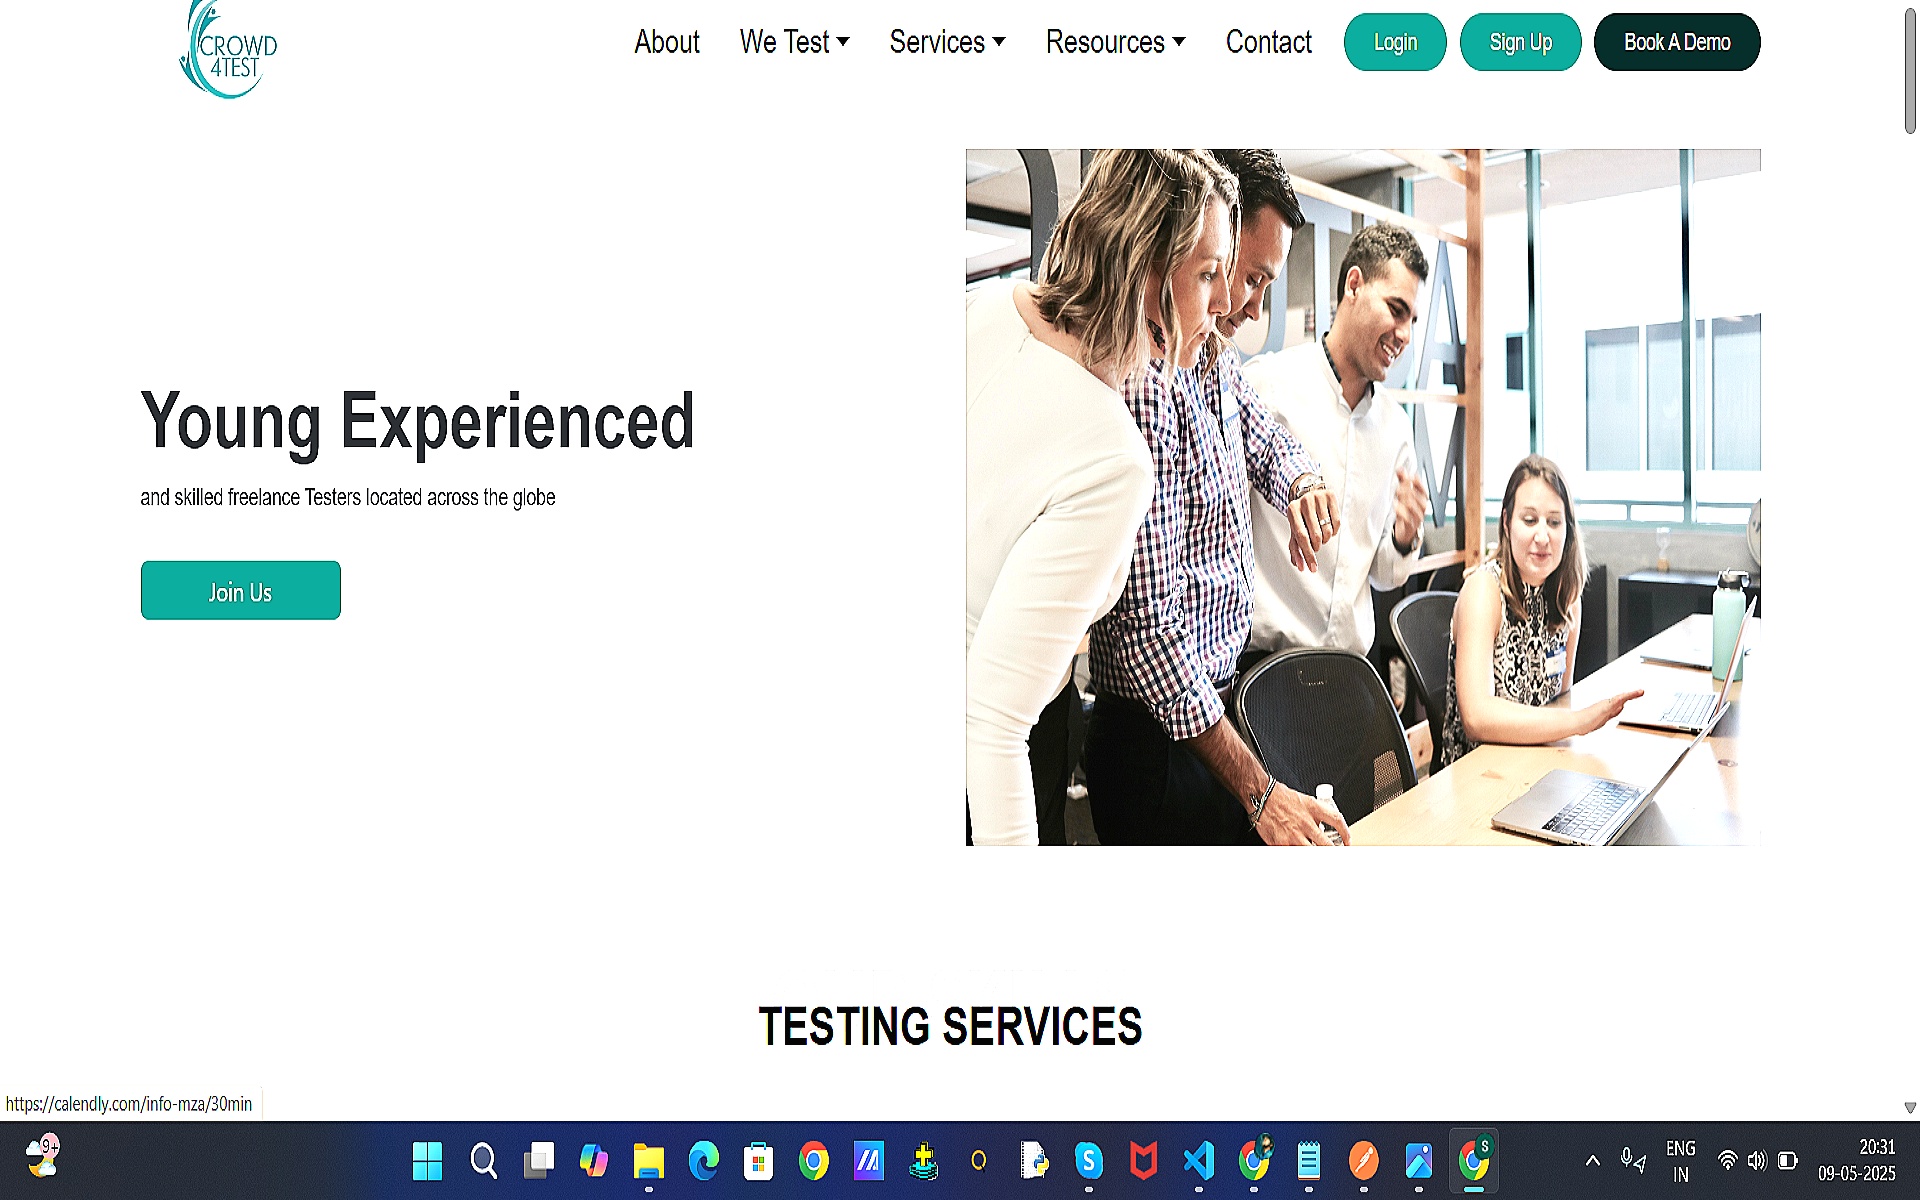 CROWD
4TEST
About We Test Services Resources Contact Login Sign Up Book A Demo
Young Experienced
and skilled freelance Testers located across the globe
Join Us
TESTING SERVICES
https://calendly.com/info-mza/30min
9+
S
S
ENG
IN
20:31
09-05-2025